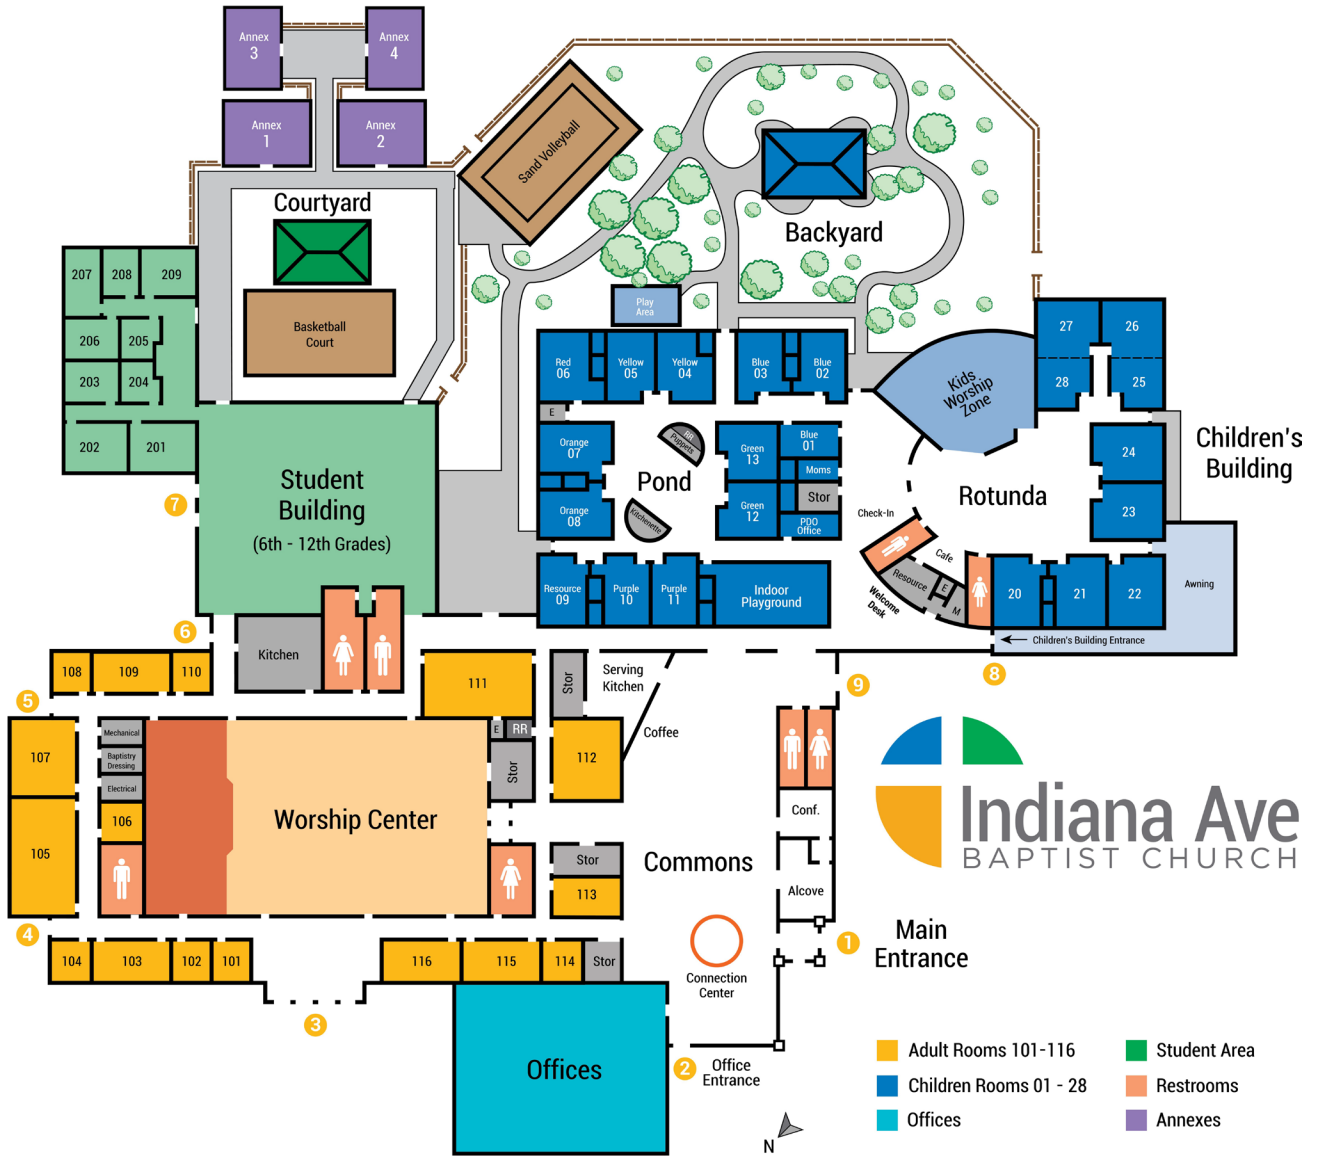 Annex
3
Annex
4
Annex
1
Annex
2
Sand Volleyball
Courtyard
Backyard
Basketball
Court
Play
Area
207
208
209
206
205
203
204
202
201
Student
Building
(6th - 12th Grades)
Red
06
Yellow
05
Yellow
04
Blue
03
Blue
02
E
Orange
07
Orange
08
RR
Puppets
Pond
Kitchenette
Green
13
Green
12
Blue
01
Moms
Stor
PDO
Office
Resource
09
Purple
10
Purple
11
Indoor
Playground
Kids
Worship
Zone
27
26
28
25
24
23
Rotunda
Children's
Building
Check-In
Cafe
Resource
E
M
Welcome
Desk
20
21
22
Awning
Children's Building Entrance
7
6
5
4
3
2
1
8
9
Kitchen
108
109
110
107
105
Mechanical
Baptistry
Dressing
Electrical
106
Worship Center
111
E
RR
Stor
Stor
112
Serving
Kitchen
Coffee
Stor
113
Commons
Conf.
Alcove
Connection
Center
Main
Entrance
104
103
102
101
116
115
114
Stor
Offices
Office
Entrance
N
Indiana Ave
BAPTIST CHURCH
Adult Rooms 101-116
Children Rooms 01 - 28
Offices
Student Area
Restrooms
Annexes